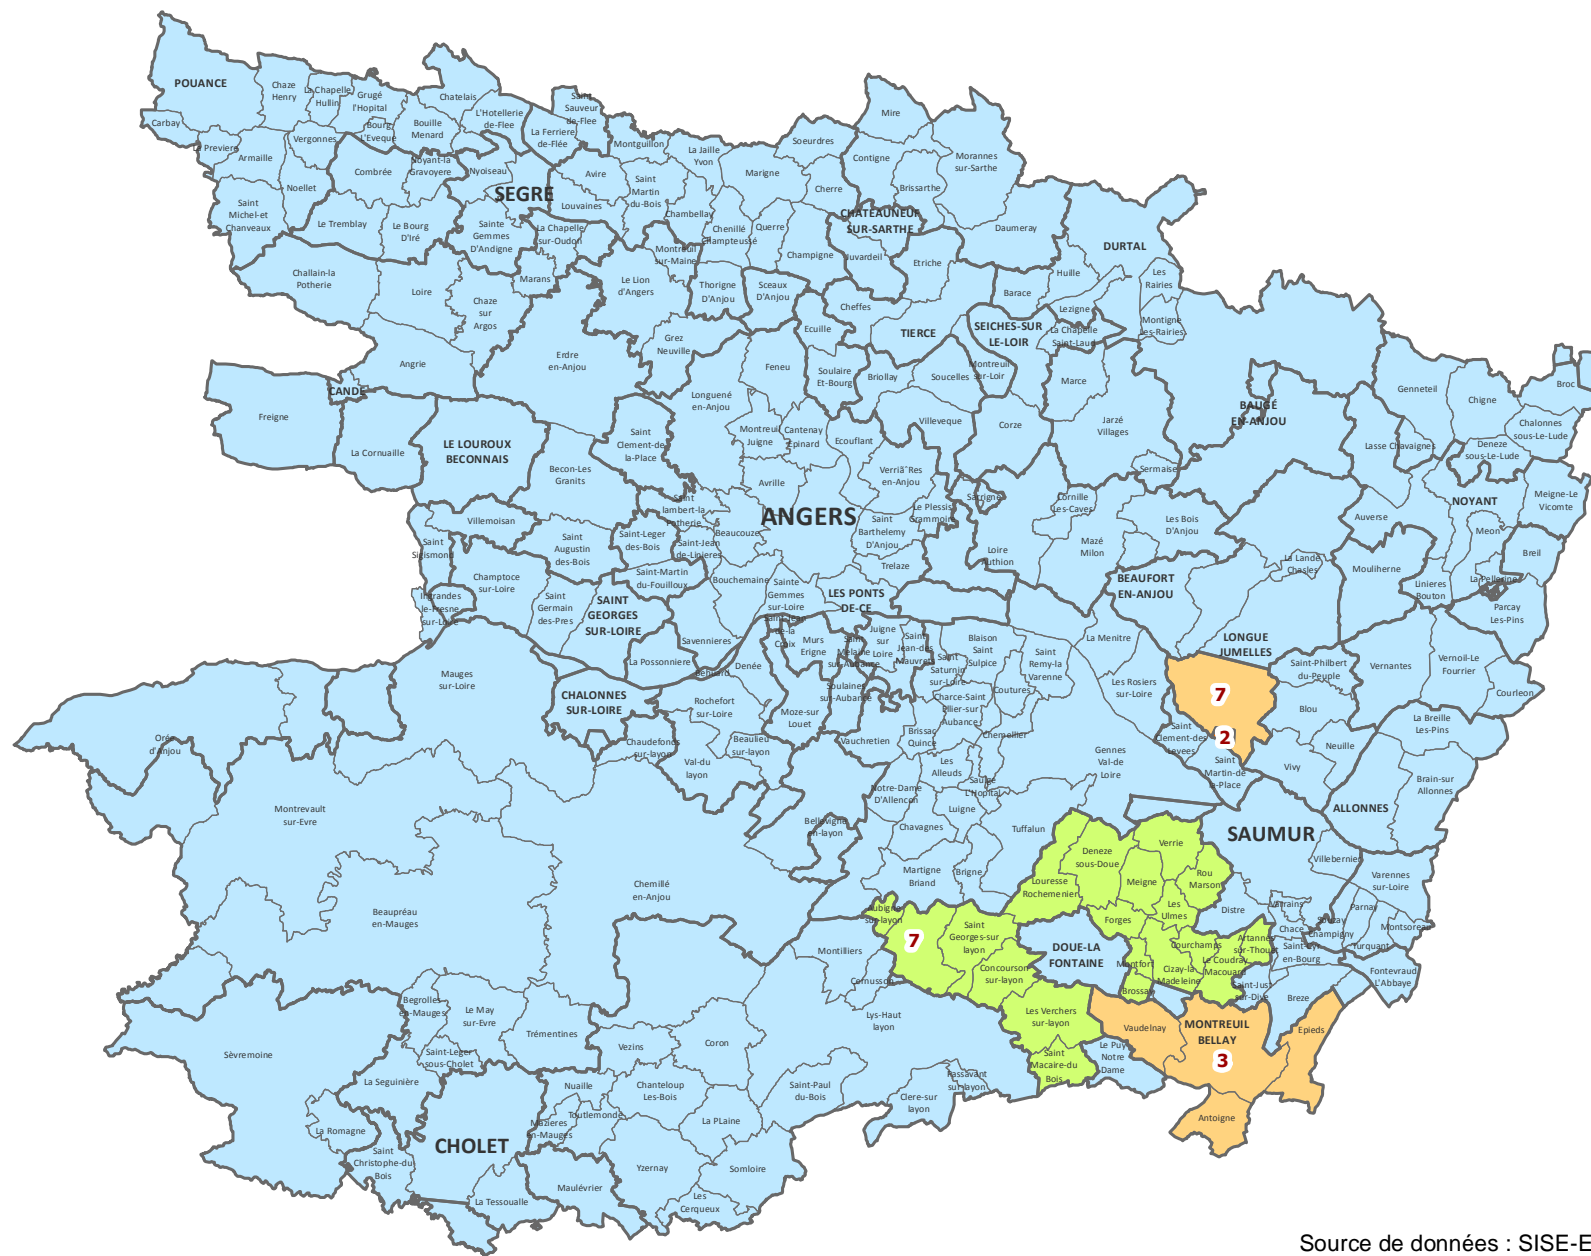 POUANCE
Chaze
Henry
La Chapelle
Hullin
Grugé
l'Hopital
Chatelais
L'Hotellerie
de-Flee
Saint
Sauveur
de-Flee
Carbay
Bourg
L'Eveque
Bouille
Menard
La Ferriere
de-Flée
Montguillon
La Previere
Armaille
Vergonnes
Combrée
Noyant-la
Gravoyere
Nyoiseau
SEGRE
Avire
Louvaines
Saint
Martin
du-Bois
La Jaille
Yvon
Marigne
Soeurdres
Cherre
Mire
Contigne
Brissarthe
Morannes
sur-Sarthe
Noellet
Saint
Michel-et
Chanveaux
Le Tremblay
Le Bourg
D'Iré
Sainte
Gemmes
D'Andigne
La Chapelle
sur-Oudon
Chambellay
Chenillé
Champteussé
Querre
Champigne
CHATEAUNEUF
SUR-SARTHE
Juvardeil
Etriche
Daumeray
DURTAL
Challain-la
Potherie
Loire
Chaze
sur
Argos
Marans
Montreuil
sur-Maine
Le Lion
d'Angers
Thorigne
D'Anjou
Sceaux
D'Anjou
Cheffes
Barace
Huille
Les
Rairies
Lezigne
Montigne
Les-Rairies
Angrie
Erdre
en-Anjou
Grez
Neuville
Ecuille
TIERCE
SEICHES-SUR
LE-LOIR
La Chapelle
Saint-Laud
Freigne
CANDE
La Cornuaille
LE LOUROUX
BECONNAIS
Longuené
en-Anjou
Feneu
Soulaire
Et-Bourg
Briollay
Soucelles
Montreuil
sur-Loir
Marce
BAUGÉ
EN-ANJOU
Genneteil
Chigne
Broc
Saint
Clement-de
la-Place
Becon-Les
Granits
Montreuil
Juigne
Cantenay
Epinard
Ecouflant
Villeveque
Corze
Jarzé
Villages
Lasse
Chavaignes
Chalonnes
sous-Le-Lude
Deneze
sous-Le-Lude
Avrille
Verriã¨Res
en-Anjou
Sermaise
Villemoisan
Saint
lambert-la
Potherie
ANGERS
Le Plessis
Grammoire
Sarrigne
Cornille
Les-Caves
Les Bois
D'Anjou
Auverse
NOYANT
Meigne-Le
Vicomte
Meon
Saint
Sigismond
Saint
Augustin
des-Bois
Saint-Leger
des-Bois
Saint-Jean
de-Linieres
Beaucouze
Saint
Barthelemy
D'Anjou
Trelaze
Loire
Authion
Mazé
Milon
La Lande
Chasles
Mouliherne
Breil
Linieres
Bouton
La Pellerine
Parcay
Les-Pins
Champtoce
sur-Loire
Ingrandes
le-Fresne
sur-Loire
Saint
Germain
des-Pres
Saint-Martin
du-Fouilloux
SAINT
GEORGES
SUR-LOIRE
Bouchemaine
Sainte
Gemmes
sur-Loire
LES PONTS
DE-CE
BEAUFORT
EN-ANJOU
Savennieres
La Possonniere
Saint-Jean
de-la
Croix
Murs
Erigne
Saint
Melaine
sur-Aubance
Juigne
sur
Loire
Saint
Jean-des
Mauvrets
Blaison
Saint
Sulpice
Saint
Saturnin
sur-Loire
Saint
Remy-la
Varenne
La Menitre
LONGUE
JUMELLES
Mauges
sur-Loire
CHALONNES
SUR-LOIRE
Denée
Behuard
Rochefort
sur-Loire
Moze-sur
Louet
Soulaines
sur-Aubance
Charce-Saint
Ellier-sur
Aubance
Coutures
Les Rosiers
sur-Loire
7
Saint-Philbert
du-Peuple
Vernantes
Vernoil-Le
Fourrier
Courleon
Orée
d'Anjou
Chaudefonds
sur-layon
Beaulieu
sur-layon
Val-du
layon
Vauchretien
Brissac
Quince
Chemellier
Saint
Clement-des
Levees
2
Blou
Neuille
La Breille
Les-Pins
Les
Alleuds
Gennes
Val-de
Loire
Saint
Martin-de
la-Place
Vivy
Brain-sur
Allonnes
Montrevault
sur-Evre
Notre-Dame
D'Allencon
Saulge
L'Hopital
Luigne
ALLONNES
Bellevigne
en-layon
Chavagnes
Tuffalun
SAUMUR
Deneze
sous-Doue
Verrie
Villebernier
Martigne
Briand
Brigne
Louresse
Rochemenier
Meigne
Rou
Marson
Varennes
sur-Loire
Chemillé
en-Anjou
Beaupréau
en-Mauges
Aubigne
sur-layon
7
Saint
Georges-sur
layon
Forges
Les
Ulmes
Distre
Varrains
Chace
Parnay
Souzay
Champigny
Montsoreau
Turquant
Montilliers
DOUE-LA
FONTAINE
Courchamps
Artannes
sur-Thouet
Saint-Cyr
en-Bourg
Cernusson
Concourson
sur-layon
Montfort
Cizay-la
Madeleine
Le Coudray
Macouard
Fontevraud
L'Abbaye
Brossay
Saint-Just
sur-Dive
Breze
Begrolles
en-Mauges
Le May
sur-Evre
Trémentines
Lys-Haut
layon
Les Verchers
sur-layon
Vaudelnay
MONTREUIL
BELLAY
3
Epieds
Sèvremoine
Saint-Leger
sous-Cholet
Vezins
Coron
Saint
Macaire-du
Bois
Le Puy
Notre
Dame
La Seguinière
Nuaille
Chanteloup
Les-Bois
Saint-Paul
du-Bois
Passavant
sur-layon
Clere-sur
layon
Toutlemonde
Mazieres
en-Mauges
La PLaine
Antoigne
La Romagne
Saint
Christophe-du
Bois
CHOLET
Yzernay
Somloire
La Tessoualle
Maulévrier
Les
Cerqueux
Source de données : SISE-E